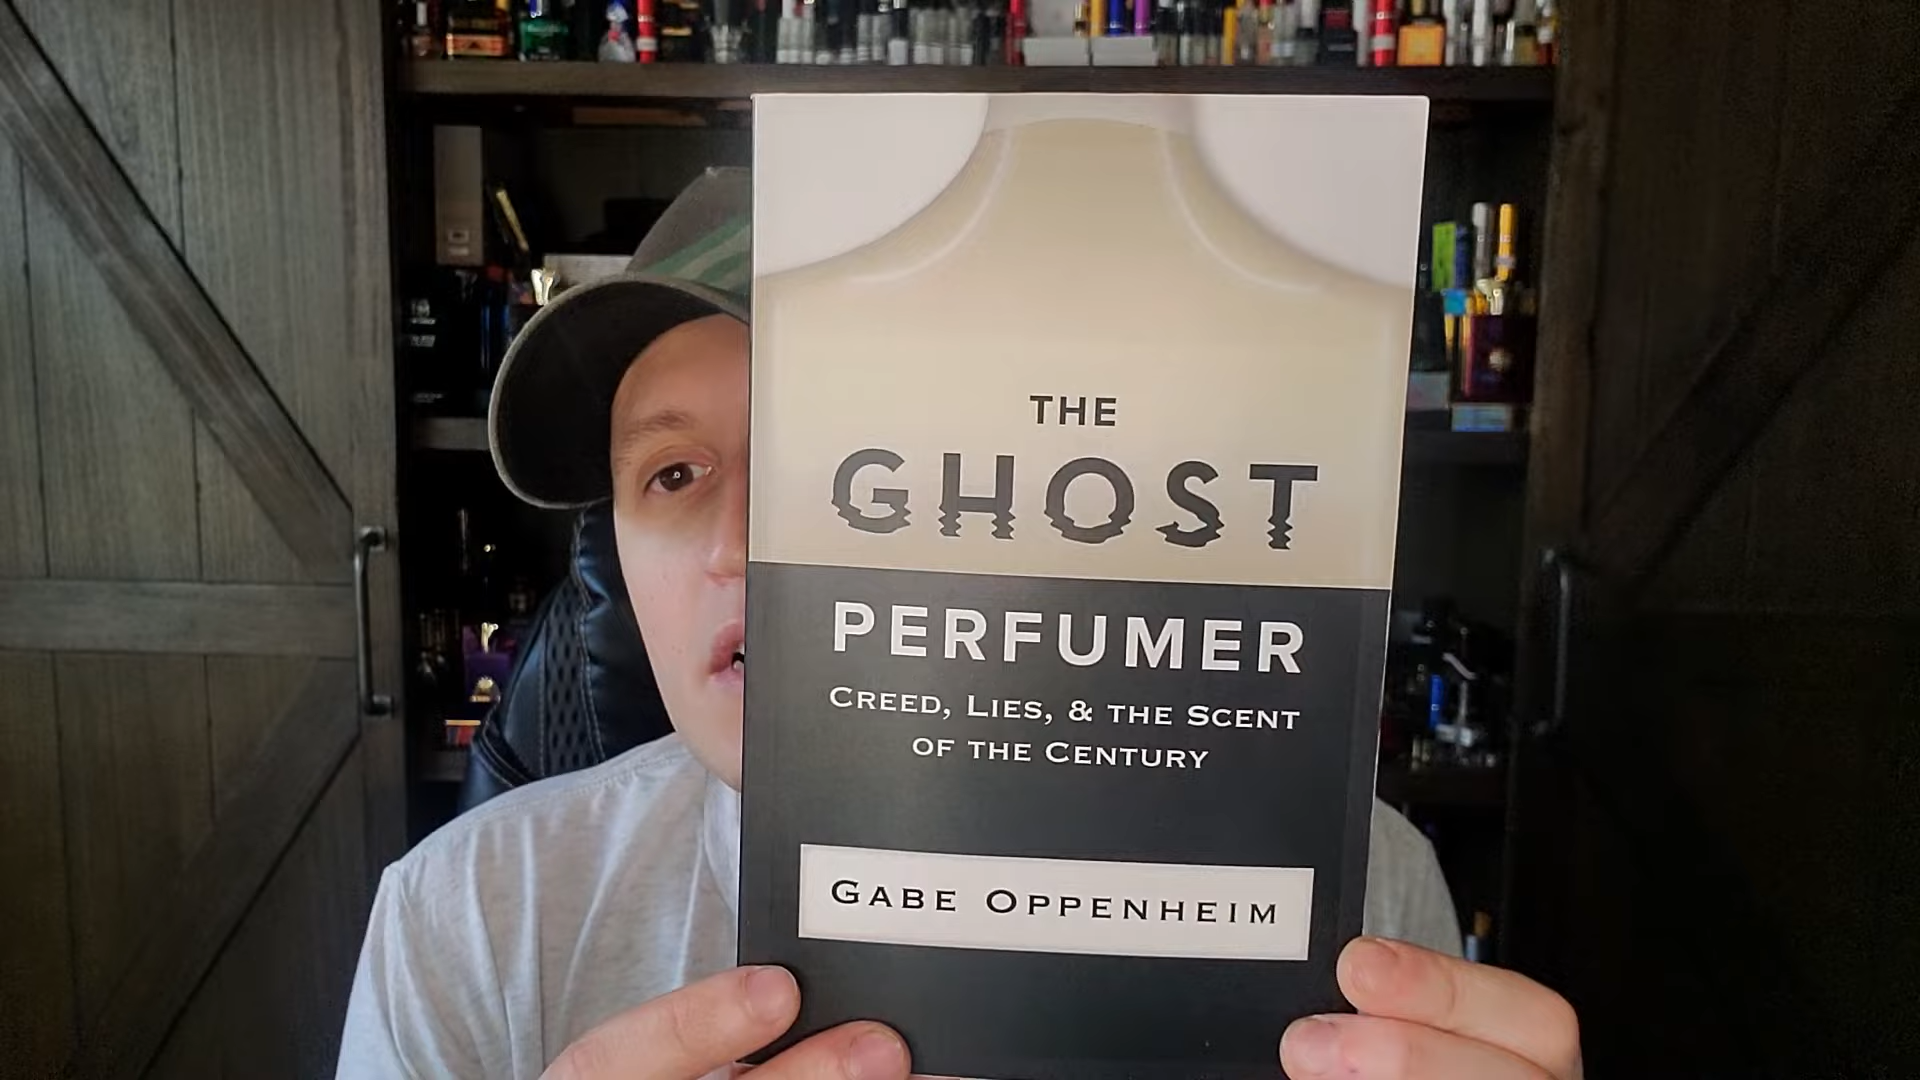 THE
GHOST
PERFUMER
CREED, LIES, & THE SCENT
OF THE CENTURY
GABE OPPENHEIM